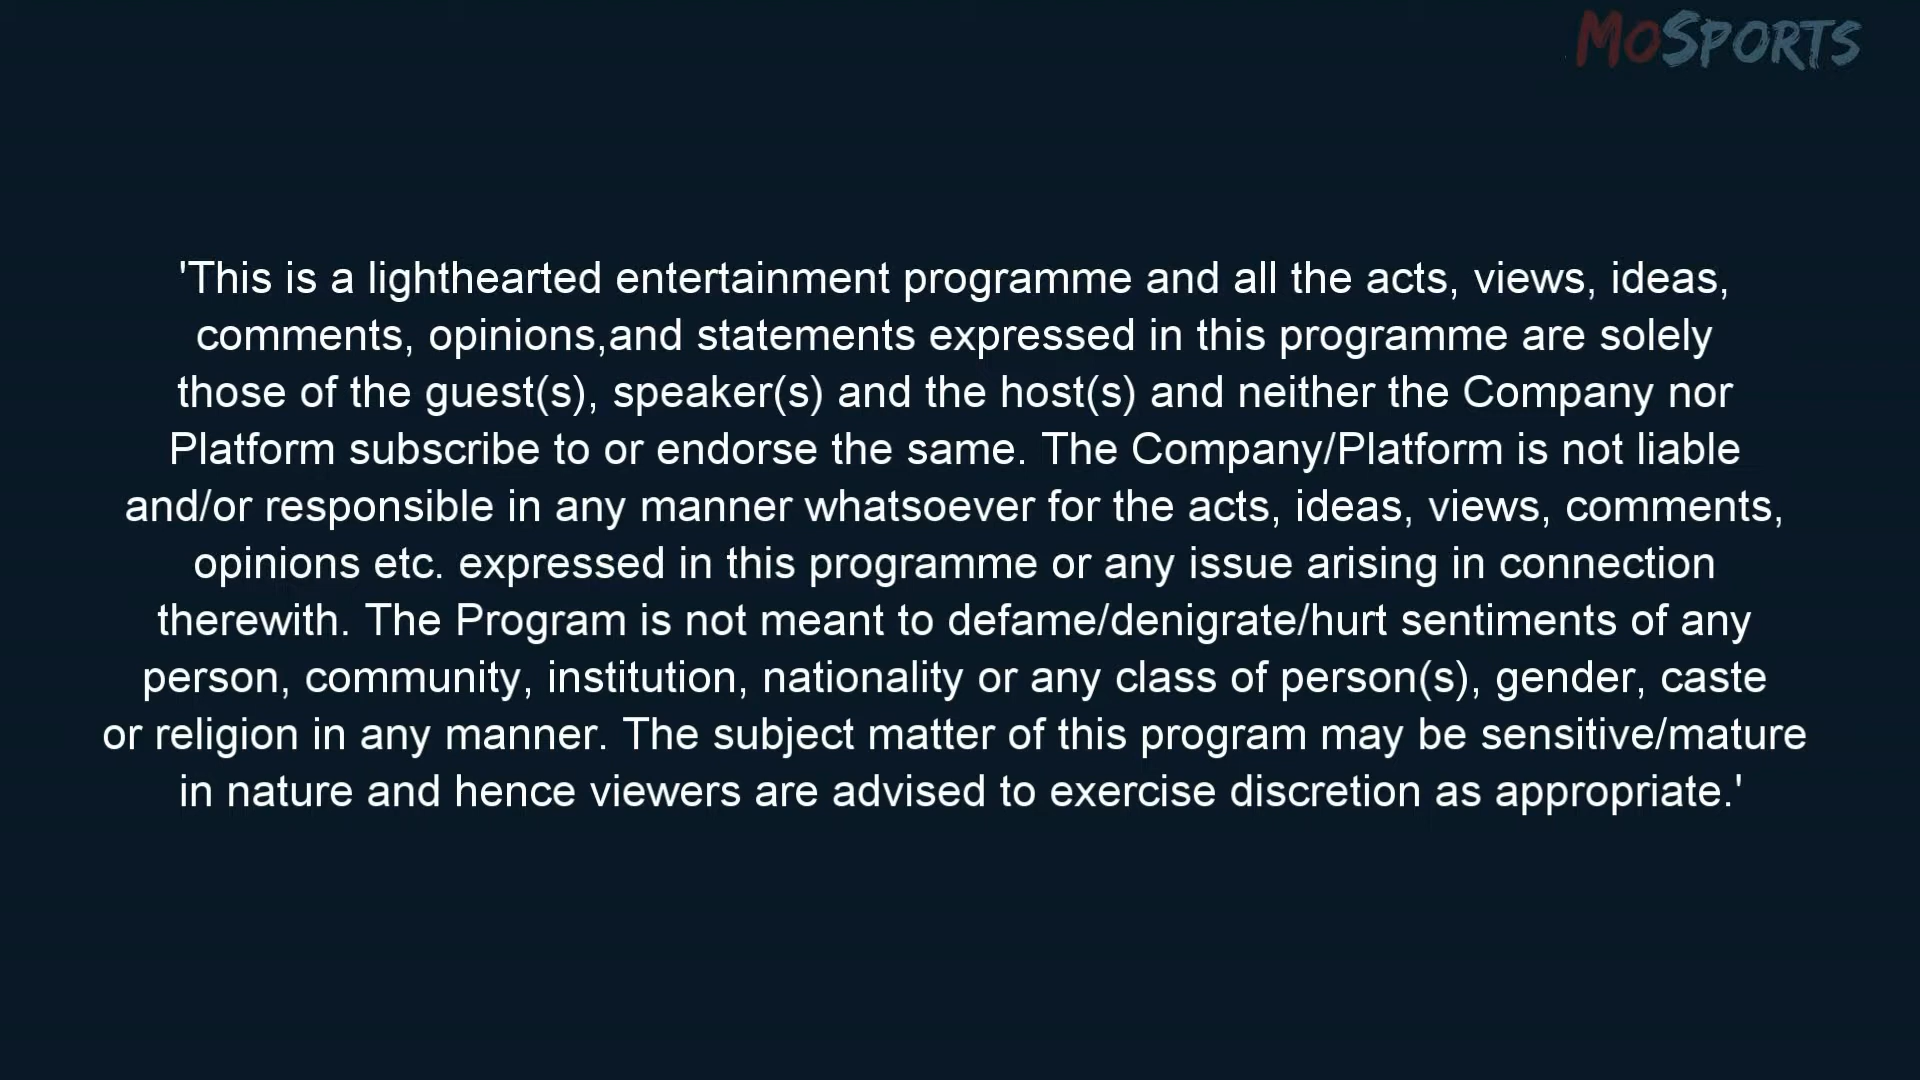 MoSports
'This is a lighthearted entertainment programme and all the acts, views, ideas,
comments, opinions,and statements expressed in this programme are solely
those of the guest(s), speaker(s) and the host(s) and neither the Company nor
Platform subscribe to or endorse the same. The Company/Platform is not liable
and/or responsible in any manner whatsoever for the acts, ideas, views, comments,
opinions etc. expressed in this programme or any issue arising in connection
therewith. The Program is not meant to defame/denigrate/hurt sentiments of any
person, community, institution, nationality or any class of person(s), gender, caste
or religion in any manner. The subject matter of this program may be sensitive/mature
in nature and hence viewers are advised to exercise discretion as appropriate.'